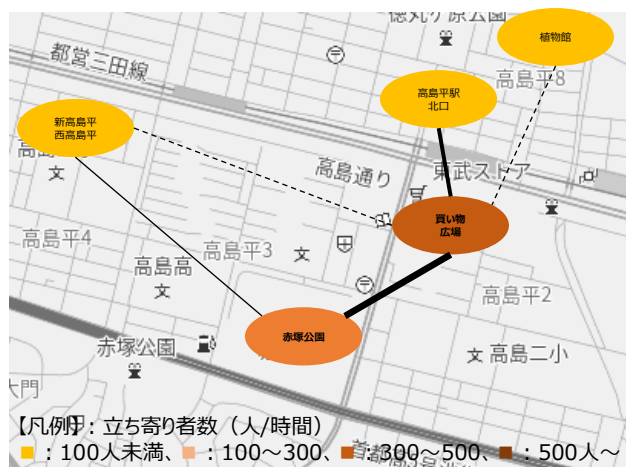 徳丸ヶ原公園
植物館
都営三田線
高島平8
高島平駅
北口
新高島平
西高島平
高島通り
東武ストア
買い物
広場
高島平4
高島平3
高島高
高島平2
赤塚公園
赤塚公園
高島二小
大門
【凡例】：立ち寄り者数（人/時間）
■：100人未満、■：100～300、■：300～500、■：500人～